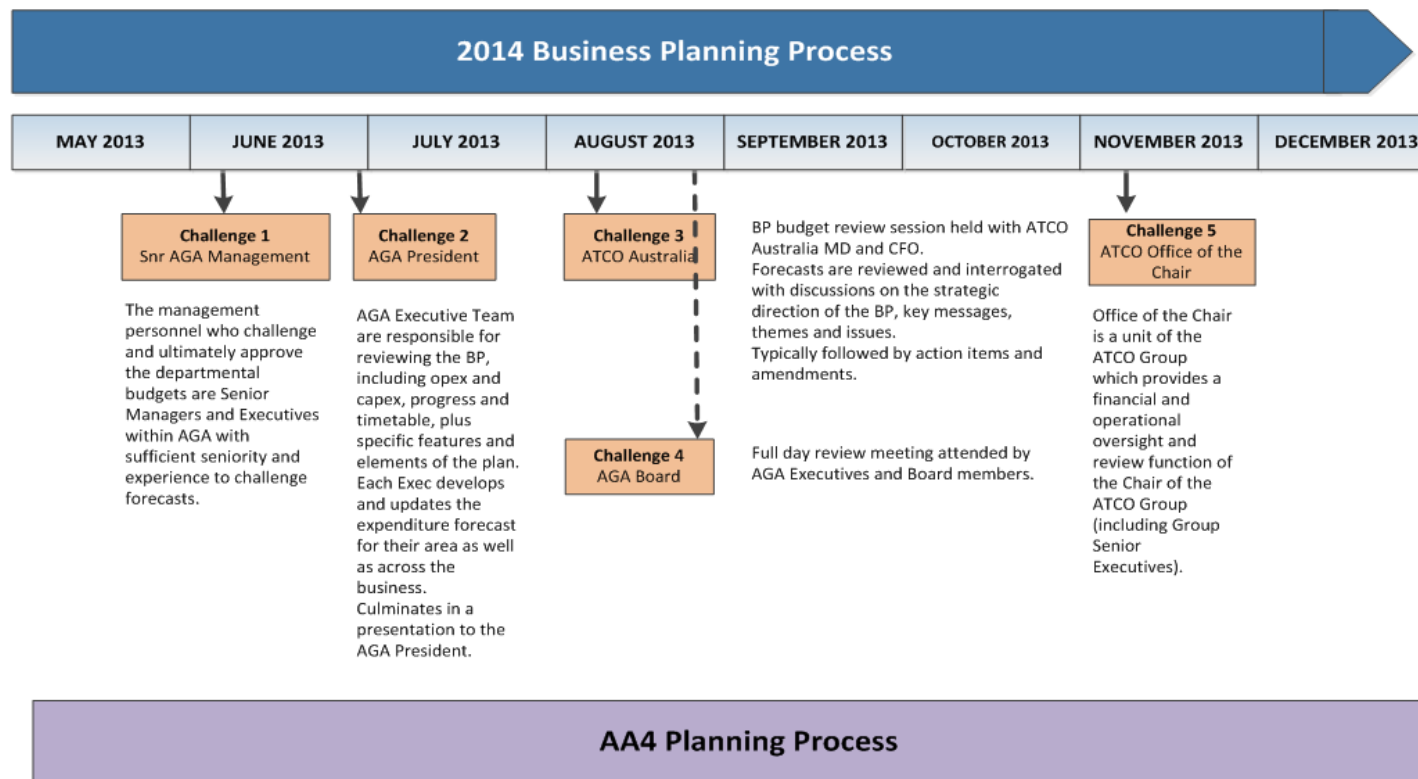 2014 Business Planning Process
MAY 2013
JUNE 2013
JULY 2013
AUGUST 2013
SEPTEMBER 2013
OCTOBER 2013
NOVEMBER 2013
DECEMBER 2013
Challenge 1
Snr AGA Management
The management
personnel who challenge
and ultimately approve
the departmental
budgets are Senior
Managers and Executives
within AGA with
sufficient seniority and
experience to challenge
forecasts.
Challenge 2
AGA President
AGA Executive Team
are responsible for
reviewing the BP,
including opex and
capex, progress and
timetable, plus
specific features and
elements of the plan.
Each Exec develops
and updates the
expenditure forecast
for their area as well
as across the
business.
Culminates in a
presentation to the
AGA President.
Challenge 3
ATCO Australia
BP budget review session held with ATCO
Australia MD and CFO.
Forecasts are reviewed and interrogated
with discussions on the strategic
direction of the BP, key messages,
themes and issues.
Typically followed by action items and
amendments.
Challenge 4
AGA Board
Full day review meeting attended by
AGA Executives and Board members.
Challenge 5
ATCO Office of the
Chair
Office of the Chair
is a unit of the
ATCO Group
which provides a
financial and
operational
oversight and
review function of
the Chair of the
ATCO Group
(including Group
Senior
Executives).
AA4 Planning Process